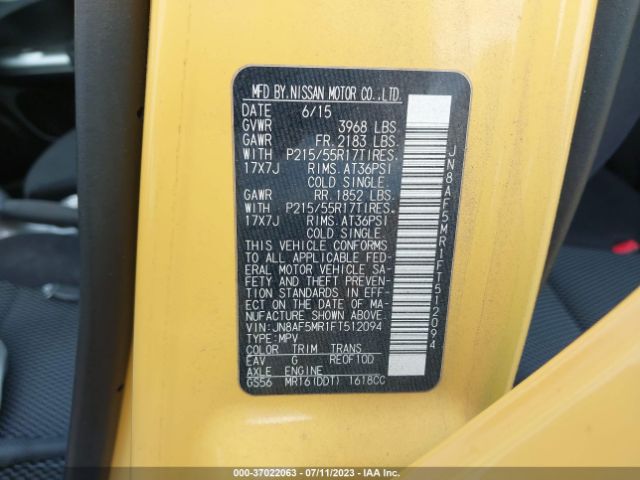 MFD BY NISSAN MOTOR CO.,LTD.
DATE 6/15
GVWR 3968 LBS.
GAWR FR. 2183 LBS.
WITH P215/55R17TIRES.
17X7J RIMS. AT36PSI
COLD SINGLE.
GAWR RR. 1852 LBS.
WITH P215/55R17TIRES.
17X7J RIMS. AT36PSI
COLD SINGLE.
THIS VEHICLE CONFORMS
TO ALL APPLICABLE FED-
ERAL MOTOR VEHICLE SA-
FETY AND THEFT PREVEN-
TION STANDARDS IN EFF-
ECT ON THE DATE OF MA-
NUFACTURE SHOWN ABOVE.
VIN: JN8AF5MR1FT512094
TYPE: MPV
COLOR TRIM TRANS
EAV G RE0F10D
AXLE ENGINE
GS56 MR16(DDT) 1618CC
JN8AF5MR1FT512094
000-37022063 - 07/11/2023 - IAA Inc.